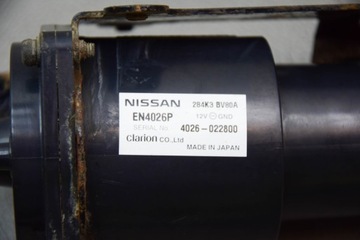 NISSAN 284K3 BV80A
EN4026P 12V ⊖ GND
SERIAL No 4026-022800
Clarion CO.,Ltd
MADE IN JAPAN